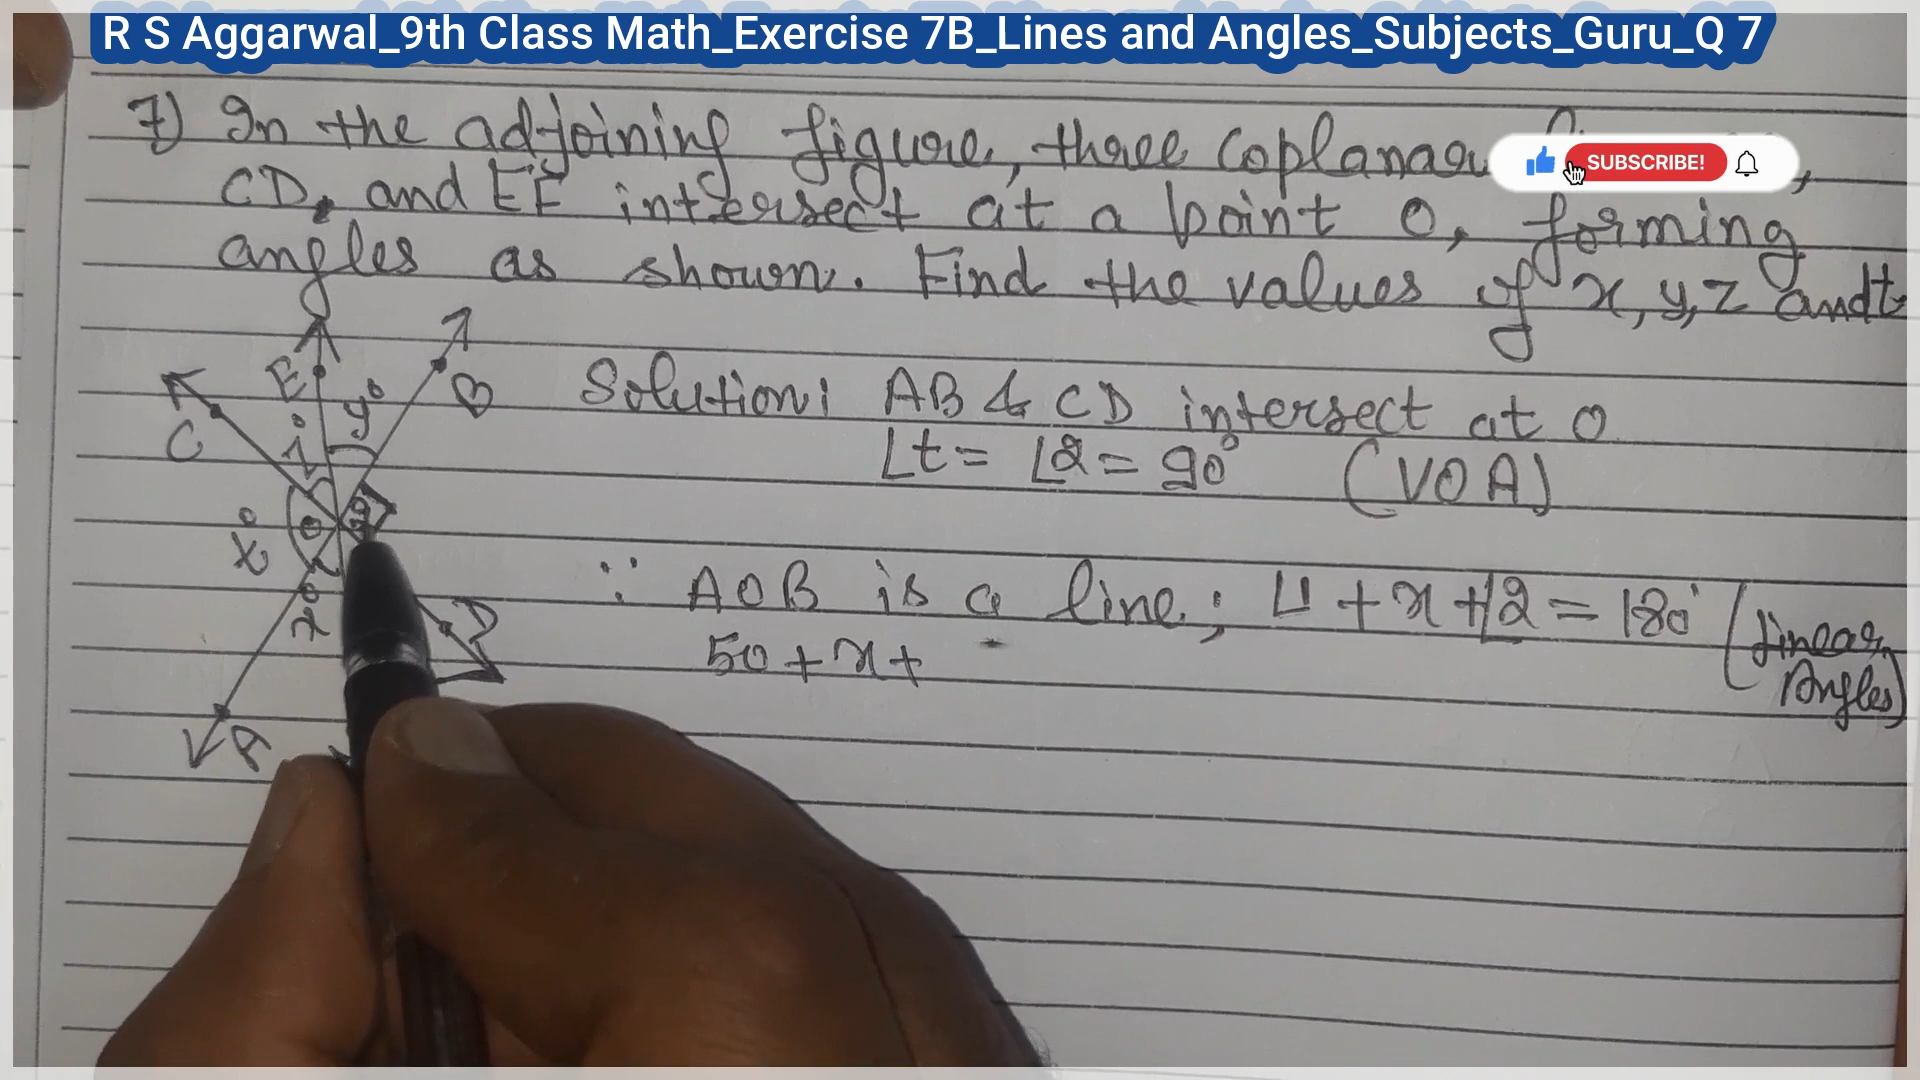 R S Aggarwal_9th Class Math_Exercise 7B_Lines and Angles_Subjects_Guru_Q 7
7) In the adjoining figure, three coplanar
SUBSCRIBE!
CD, and EF intersect at a point O, forming
angles as shown. Find the values of x, y, z and t
Solution: AB & CD intersect at O
∠t = ∠2 = 90° (VOA)
∵ AOB is a line; ∠1 + x + ∠2 = 180° (Linear
Angles)
50 + x +
E
y°
B
C
z°
2
t°
x°
D
A